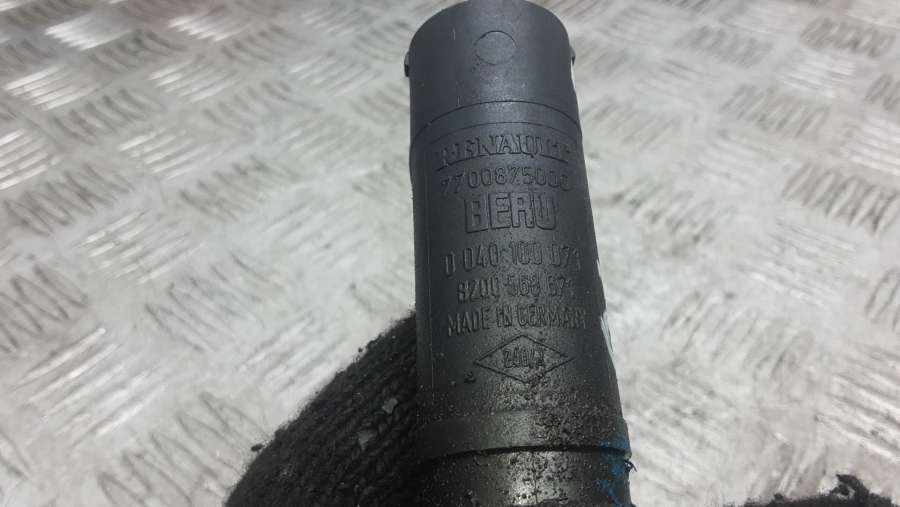 RENAULT
7700875000
BERU
0 040 100 071
8200 568 671
MADE IN GERMANY